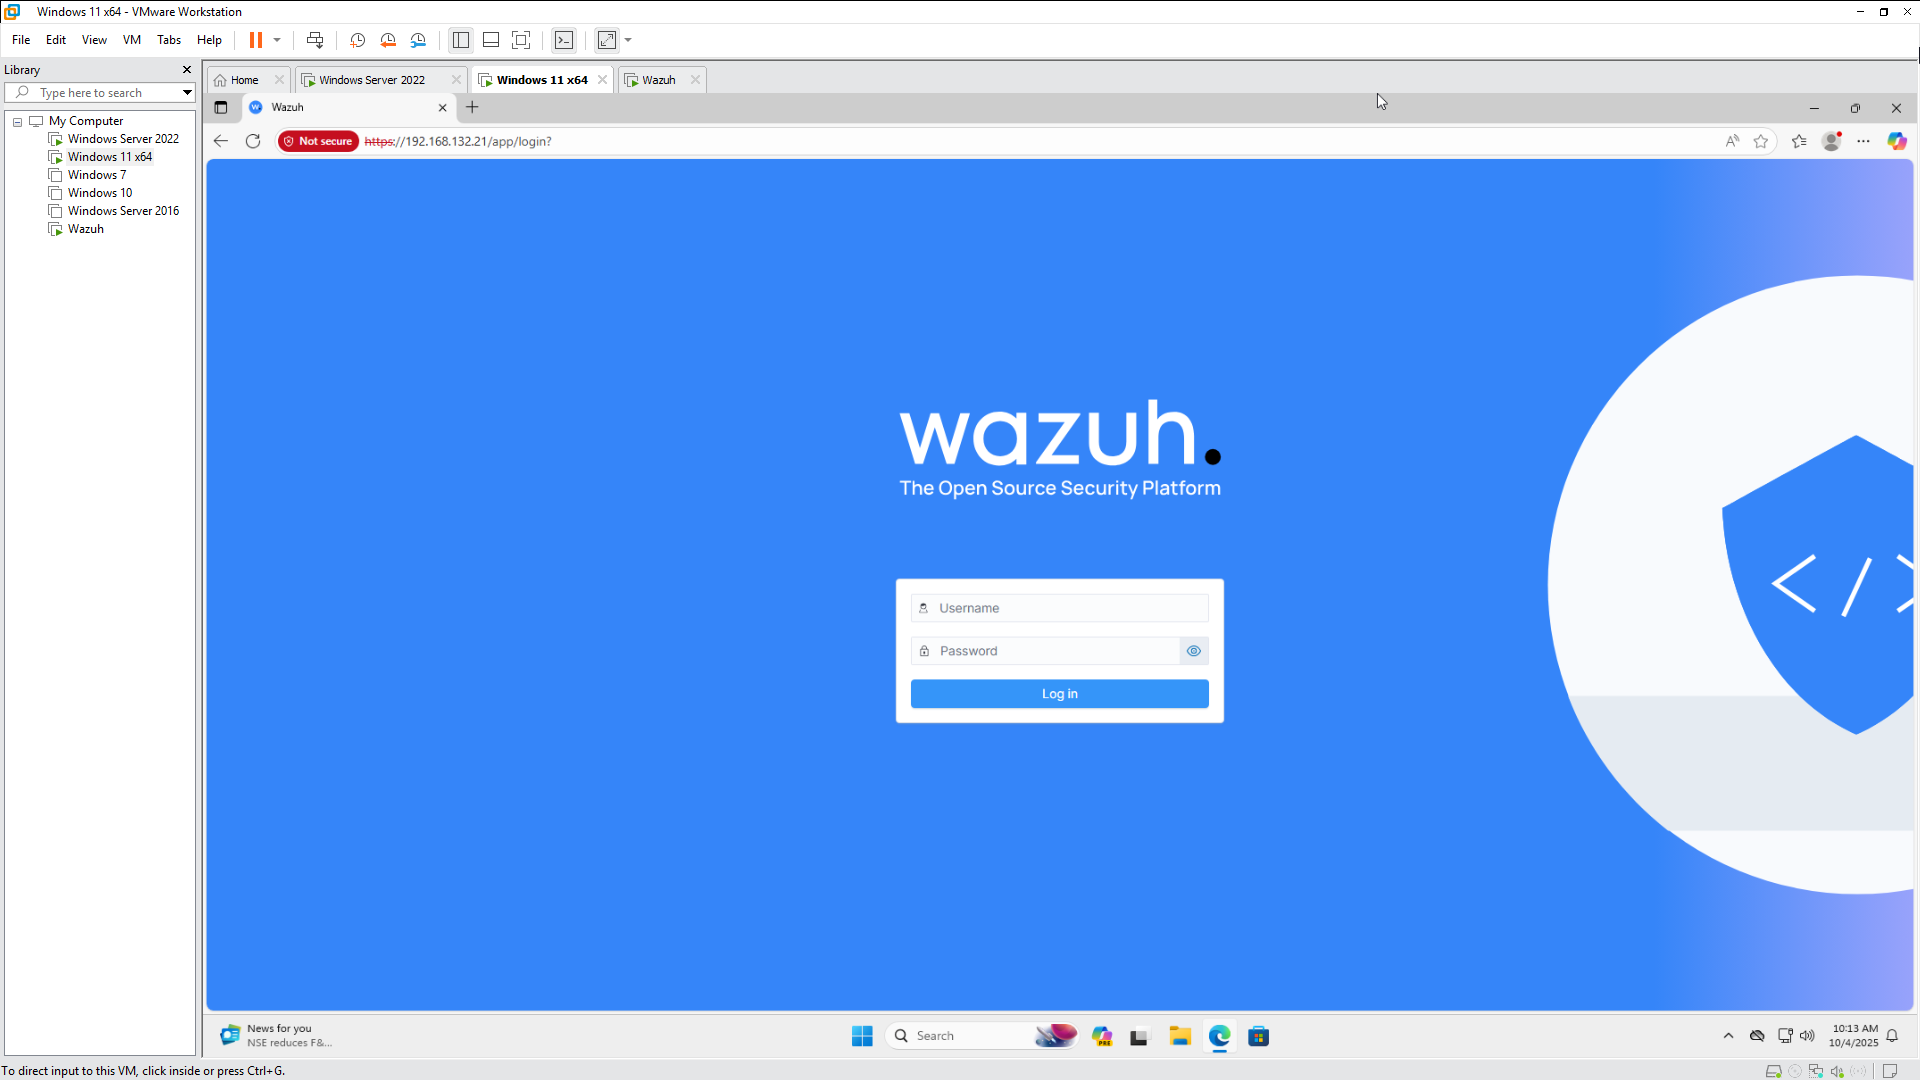 Windows 11 x64 - VMware Workstation
File Edit View VM Tabs Help
Library
Type here to search
My Computer
Windows Server 2022
Windows 11 x64
Windows 7
Windows 10
Windows Server 2016
Wazuh
Home
Windows Server 2022
Windows 11 x64
Wazuh
Wazuh
Not secure https://192.168.132.21/app/login?
wazuh.
The Open Source Security Platform
Username
Password
Log in
News for you
NSE reduces F&...
Search
PRE
10:13 AM
10/4/2025
To direct input to this VM, click inside or press Ctrl+G.